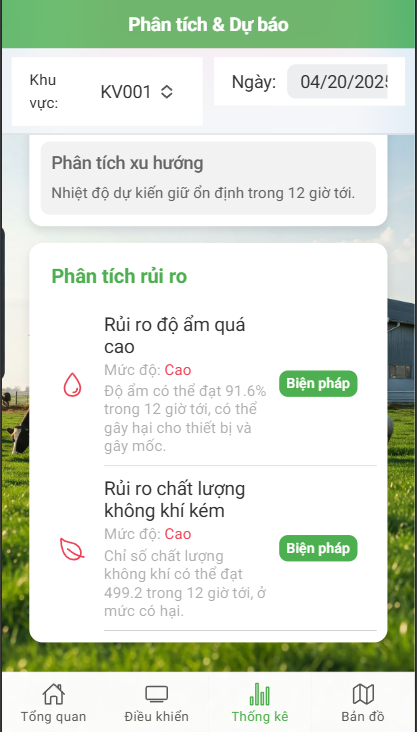 Phân tích & Dự báo
Khu
vực:
KV001
Ngày:
04/20/2025
Phân tích xu hướng
Nhiệt độ dự kiến giữ ổn định trong 12 giờ tới.
Phân tích rủi ro
Rủi ro độ ẩm quá
cao
Mức độ: Cao
Độ ẩm có thể đạt 91.6%
trong 12 giờ tới, có thể
gây hại cho thiết bị và
gây mốc.
Biện pháp
Rủi ro chất lượng
không khí kém
Mức độ: Cao
Chỉ số chất lượng
không khí có thể đạt
499.2 trong 12 giờ tới, ở
mức có hại.
Biện pháp
Tổng quan
Điều khiển
Thống kê
Bản đồ